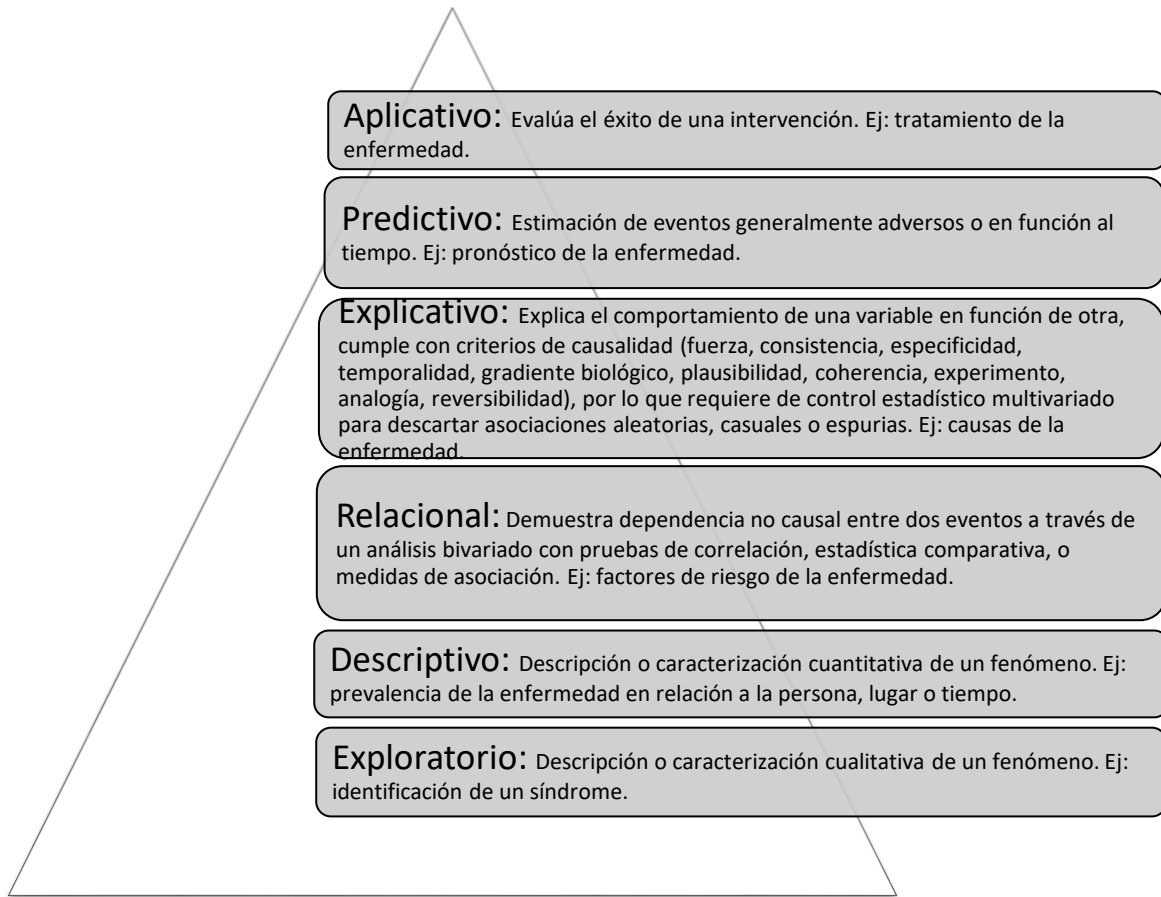 Aplicativo: Evalúa el éxito de una intervención. Ej: tratamiento de la
enfermedad.
Predictivo: Estimación de eventos generalmente adversos o en función al
tiempo. Ej: pronóstico de la enfermedad.
Explicativo: Explica el comportamiento de una variable en función de otra,
cumple con criterios de causalidad (fuerza, consistencia, especificidad,
temporalidad, gradiente biológico, plausibilidad, coherencia, experimento,
analogía, reversibilidad), por lo que requiere de control estadístico multivariado
para descartar asociaciones aleatorias, casuales o espurias. Ej: causas de la
enfermedad.
Relacional: Demuestra dependencia no causal entre dos eventos a través de
un análisis bivariado con pruebas de correlación, estadística comparativa, o
medidas de asociación. Ej: factores de riesgo de la enfermedad.
Descriptivo: Descripción o caracterización cuantitativa de un fenómeno. Ej:
prevalencia de la enfermedad en relación a la persona, lugar o tiempo.
Exploratorio: Descripción o caracterización cualitativa de un fenómeno. Ej:
identificación de un síndrome.